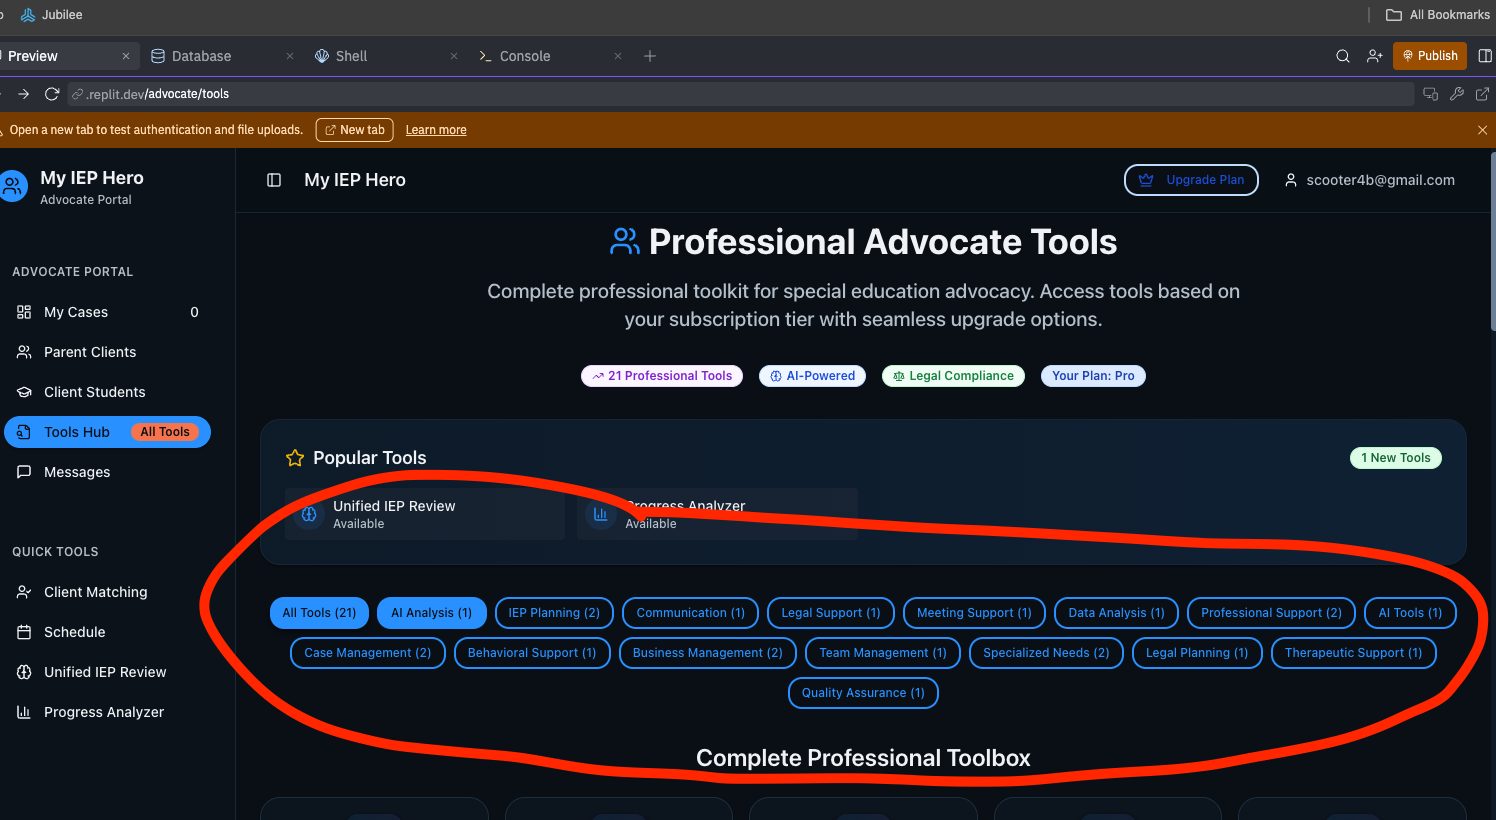 Jubilee
All Bookmarks
Preview
Database
Shell
Console
Publish
.replit.dev/advocate/tools
Open a new tab to test authentication and file uploads.
New tab
Learn more
My IEP Hero
Advocate Portal
ADVOCATE PORTAL
My Cases
0
Parent Clients
Client Students
Tools Hub
All Tools
Messages
QUICK TOOLS
Client Matching
Schedule
Unified IEP Review
Progress Analyzer
My IEP Hero
Upgrade Plan
scooter4b@gmail.com
Professional Advocate Tools
Complete professional toolkit for special education advocacy. Access tools based on
your subscription tier with seamless upgrade options.
21 Professional Tools
AI-Powered
Legal Compliance
Your Plan: Pro
Popular Tools
1 New Tools
Unified IEP Review
Available
Progress Analyzer
Available
All Tools (21)
AI Analysis (1)
IEP Planning (2)
Communication (1)
Legal Support (1)
Meeting Support (1)
Data Analysis (1)
Professional Support (2)
AI Tools (1)
Case Management (2)
Behavioral Support (1)
Business Management (2)
Team Management (1)
Specialized Needs (2)
Legal Planning (1)
Therapeutic Support (1)
Quality Assurance (1)
Complete Professional Toolbox